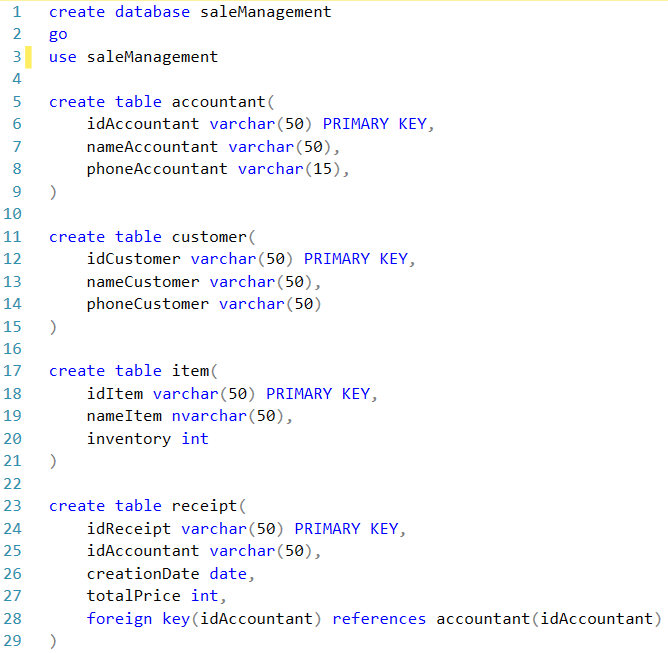 1 create database saleManagement
2 go
3 use saleManagement
4
5 create table accountant(
6     idAccountant varchar(50) PRIMARY KEY,
7     nameAccountant varchar(50),
8     phoneAccountant varchar(15),
9 )
10
11 create table customer(
12     idCustomer varchar(50) PRIMARY KEY,
13     nameCustomer varchar(50),
14     phoneCustomer varchar(50)
15 )
16
17 create table item(
18     idItem varchar(50) PRIMARY KEY,
19     nameItem nvarchar(50),
20     inventory int
21 )
22
23 create table receipt(
24     idReceipt varchar(50) PRIMARY KEY,
25     idAccountant varchar(50),
26     creationDate date,
27     totalPrice int,
28     foreign key(idAccountant) references accountant(idAccountant)
29 )